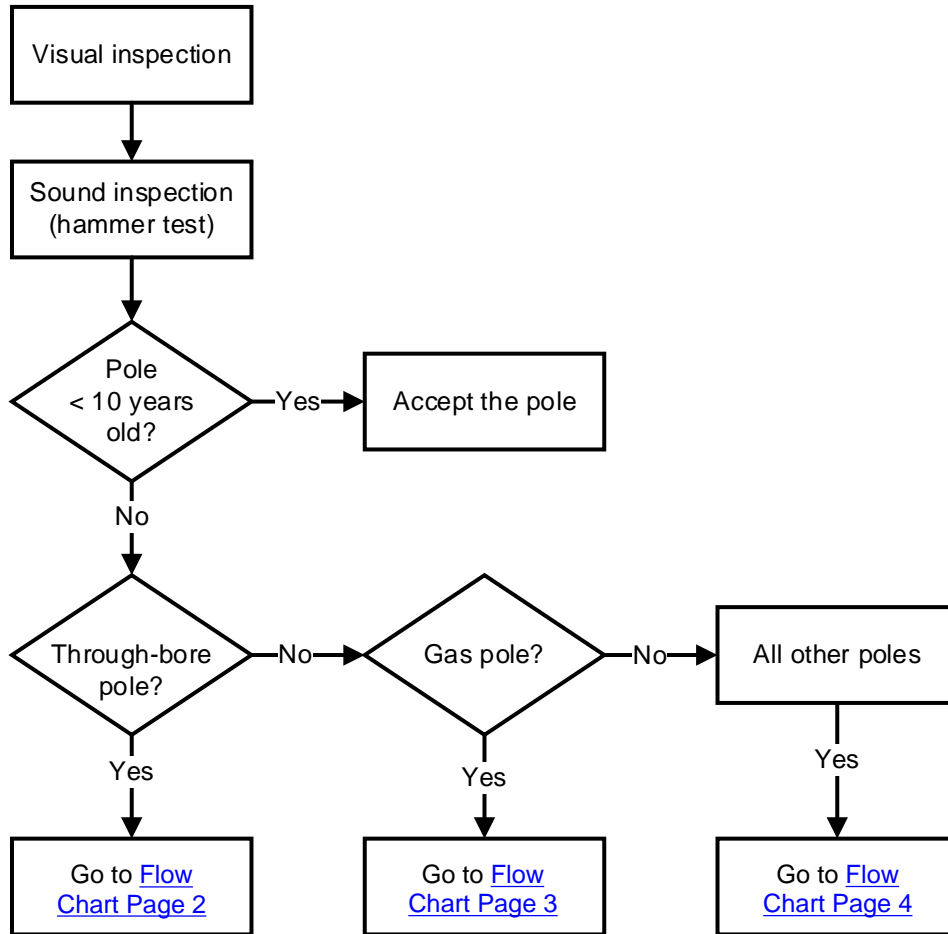 Visual inspection
Sound inspection
(hammer test)
Pole
< 10 years
old?
Yes
Accept the pole
No
Through-bore
pole?
No
Gas pole?
No
All other poles
Yes
Yes
Yes
Go to Flow
Chart Page 2
Go to Flow
Chart Page 3
Go to Flow
Chart Page 4